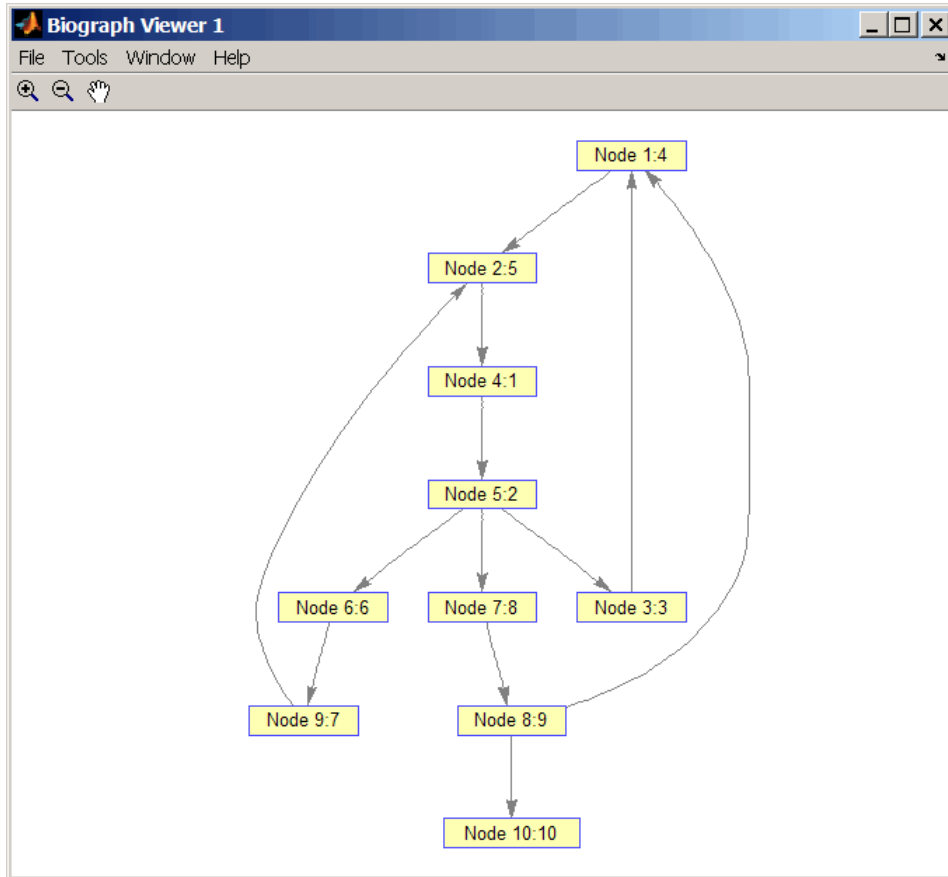 Biograph Viewer 1
File Tools Window Help
Node 1:4
Node 2:5
Node 4:1
Node 5:2
Node 6:6 Node 7:8 Node 3:3
Node 9:7 Node 8:9
Node 10:10